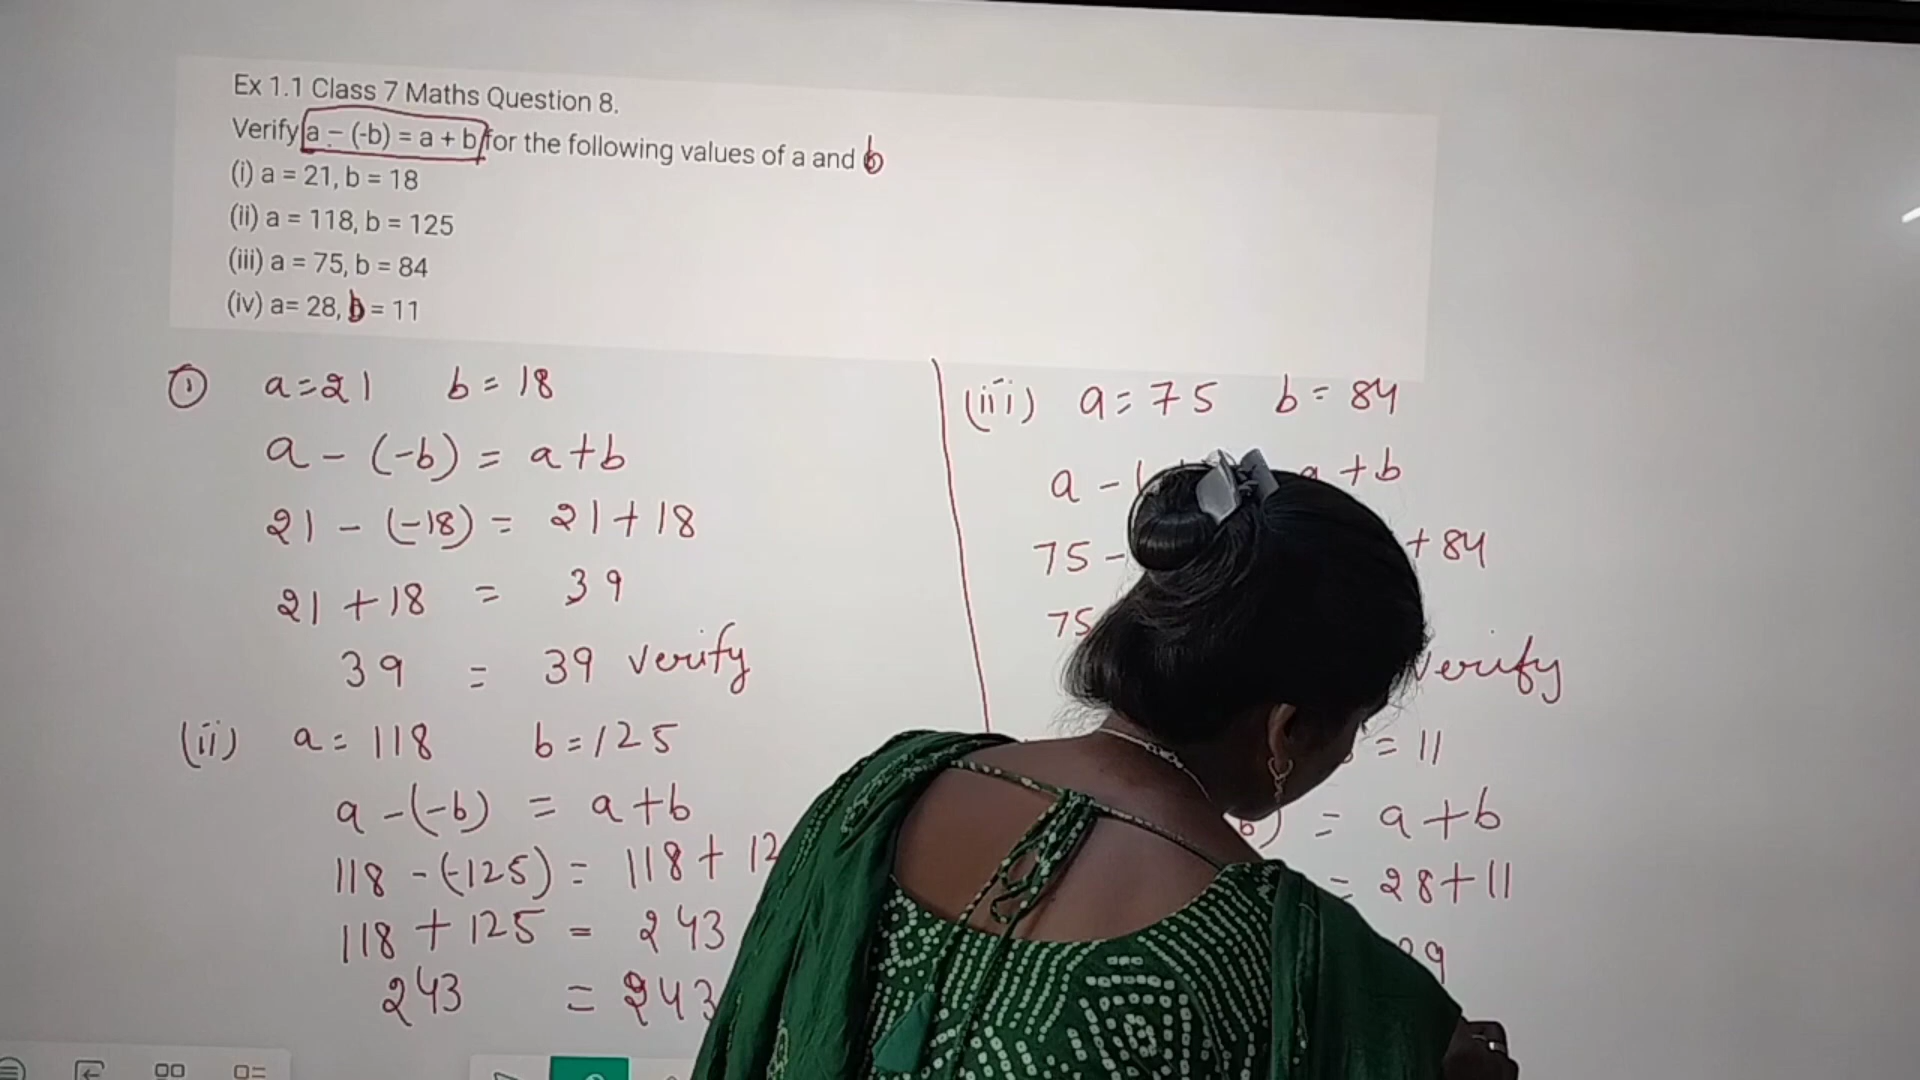 Ex 1.1 Class 7 Maths Question 8.
Verify a − (-b) = a + b for the following values of a and b
(i) a = 21, b = 18
(ii) a = 118, b = 125
(iii) a = 75, b = 84
(iv) a= 28, b = 11
① a=21 b = 18
a - (-b) = a+b
21 - (-18) = 21+18
21 +18 = 39
39 = 39 verify
(ii) a= 118 b=125
a -(-b) = a+b
118 -(-125) = 118+ 12
118 + 125 = 243
243 = 243
(iii) a=75 b= 84
a - a +b
75- + 84
75
verify
= 11
b) = a+b
= 28+11